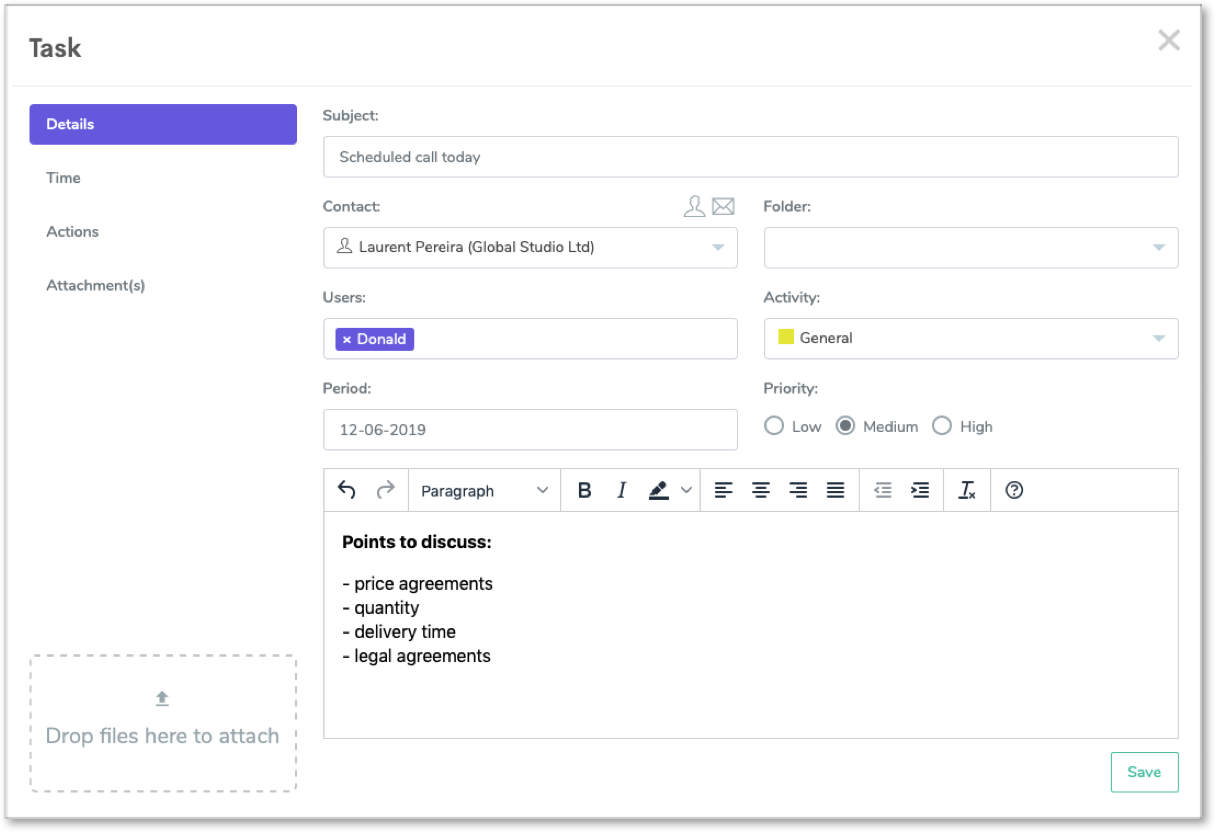 Task
Details
Time
Actions
Attachment(s)
Drop files here to attach
Subject:
Scheduled call today
Contact:
Folder:
Laurent Pereira (Global Studio Ltd)
Users:
Activity:
× Donald
General
Period:
Priority:
12-06-2019
Low Medium High
Paragraph B I
Points to discuss:
- price agreements
- quantity
- delivery time
- legal agreements
Save